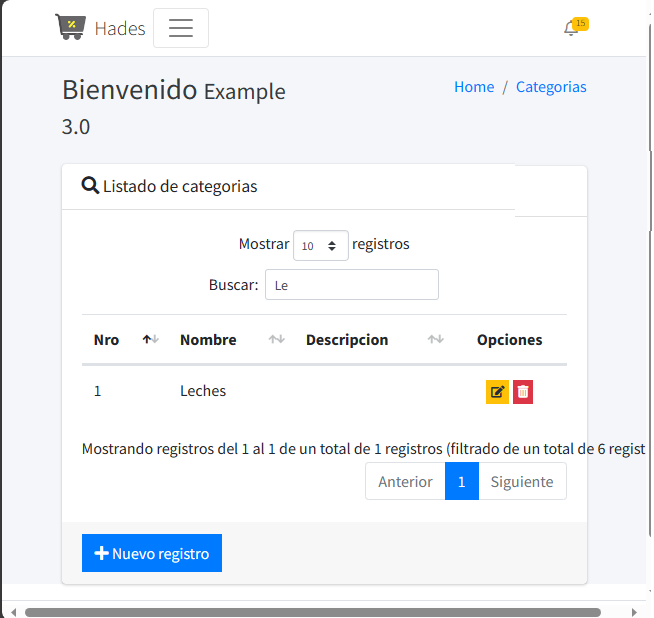 Hades
15
Bienvenido Example
3.0
Home / Categorias
Listado de categorias
Mostrar 10 registros
Buscar: Le
Nro Nombre Descripcion Opciones
1 Leches
Mostrando registros del 1 al 1 de un total de 1 registros (filtrado de un total de 6 regist
Anterior 1 Siguiente
Nuevo registro